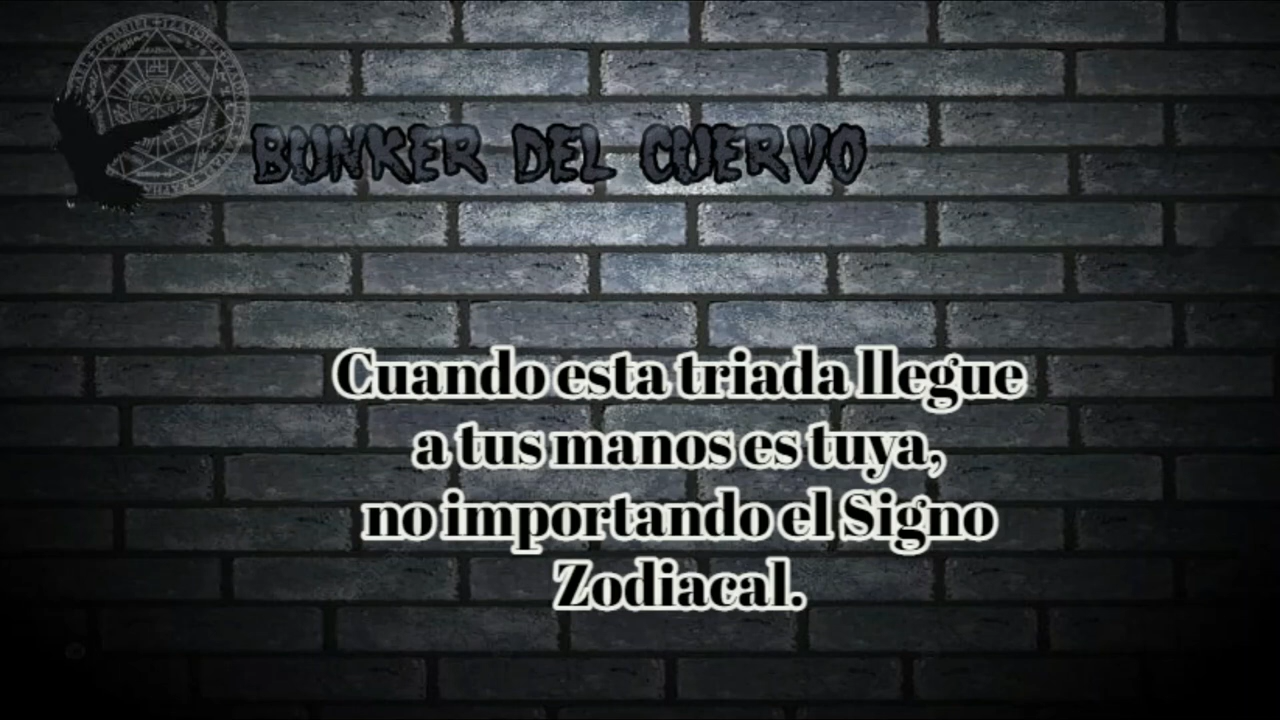 BUNKER DEL CUERVO
Cuando esta triada llegue
a tus manos es tuya,
no importando el Signo
Zodiacal.